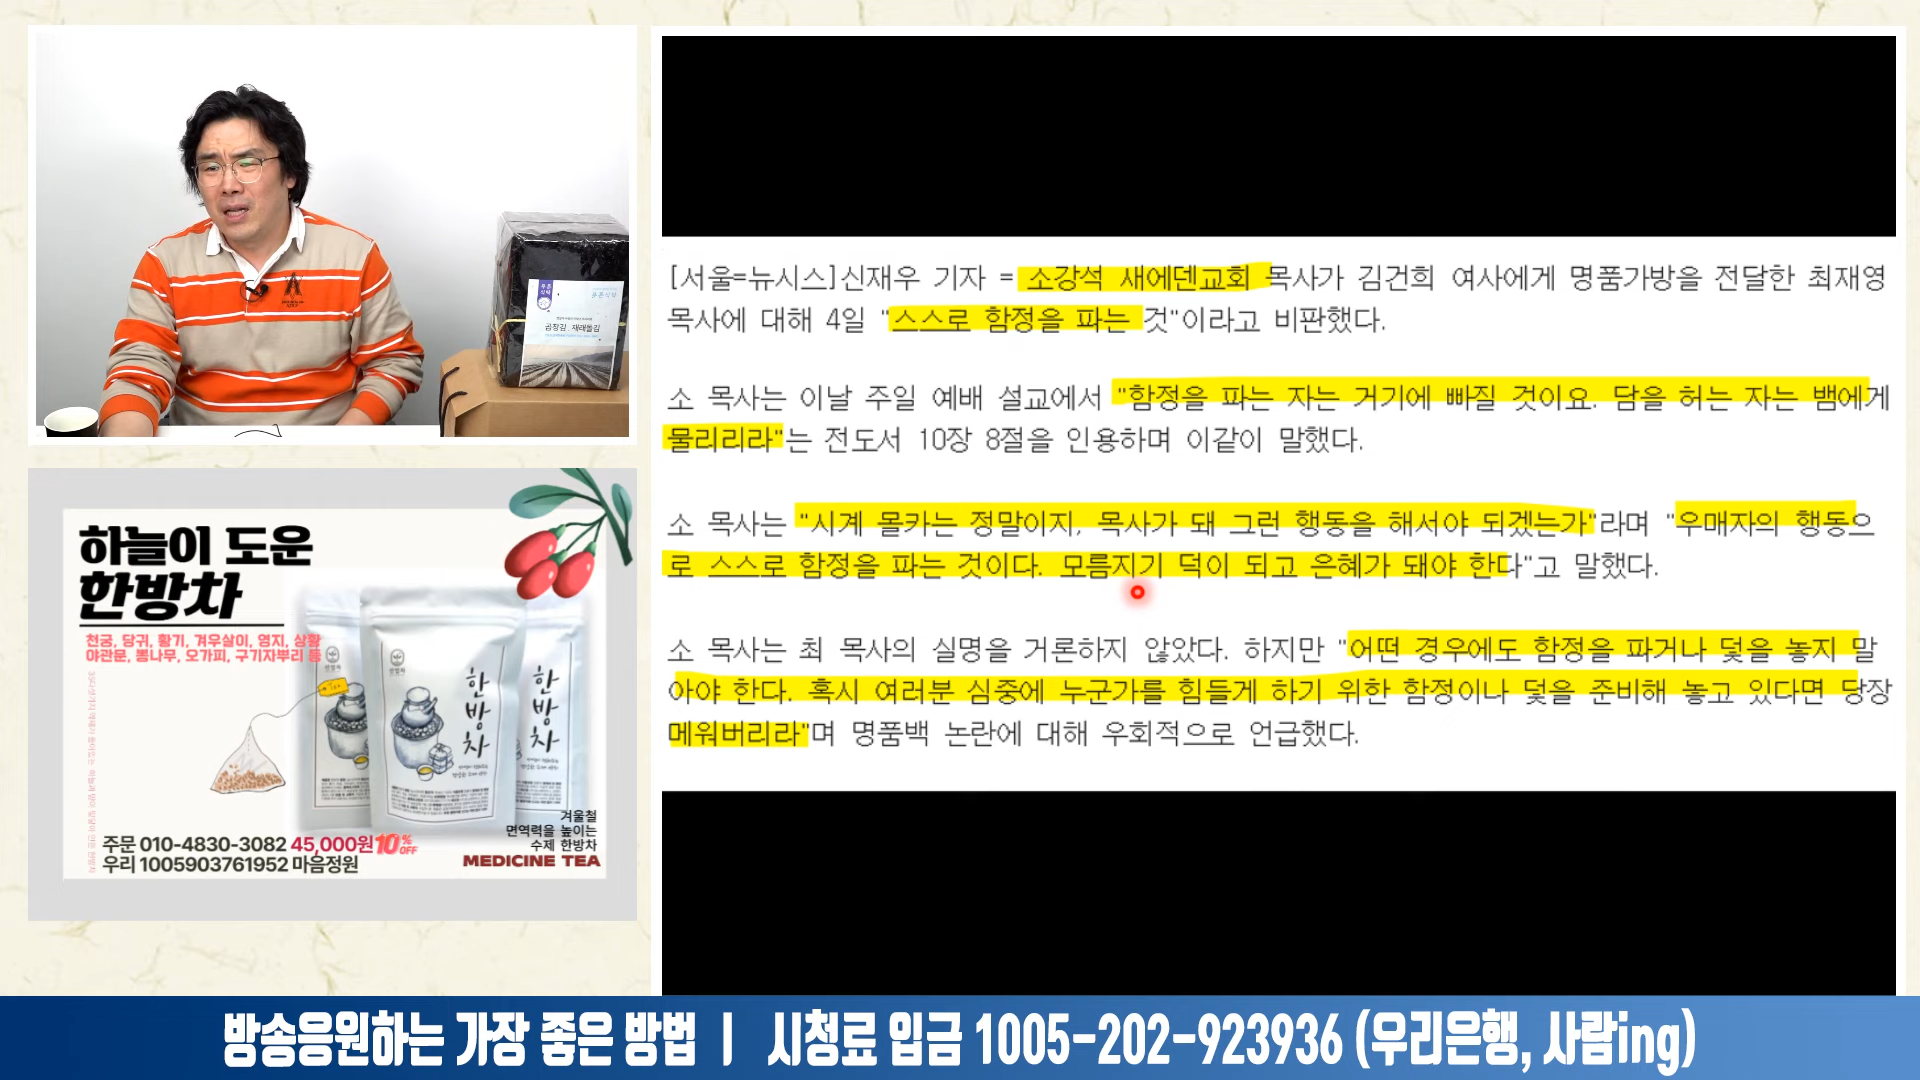 [서울=뉴시스]신재우 기자 = 소강석 새에덴교회 목사가 김건희 여사에게 명품가방을 전달한 최재영
목사에 대해 4일 "스스로 함정을 파는 것"이라고 비판했다.
소 목사는 이날 주일 예배 설교에서 "함정을 파는 자는 거기에 빠질 것이요. 담을 허는 자는 뱀에게
물리리라"는 전도서 10장 8절을 인용하며 이같이 말했다.
소 목사는 "시계 몰카는 정말이지, 목사가 돼 그런 행동을 해서야 되겠는가"라며 "우매자의 행동으
로 스스로 함정을 파는 것이다. 모름지기 덕이 되고 은혜가 돼야 한다"고 말했다.
소 목사는 최 목사의 실명을 거론하지 않았다. 하지만 "어떤 경우에도 함정을 파거나 덫을 놓지 말
아야 한다. 혹시 여러분 심중에 누군가를 힘들게 하기 위한 함정이나 덫을 준비해 놓고 있다면 당장
메워버리라"며 명품백 논란에 대해 우회적으로 언급했다.
곱창김, 재래돌김
하늘이 도운
한방차
천궁, 당귀, 황기, 겨우살이, 영지, 상황
야관문, 뽕나무, 오가피, 구기자뿌리 등
한방차
한방차
겨울철
면역력을 높이는
수제 한방차
MEDICINE TEA
주문 010-4830-3082 45,000원 10% OFF
우리 1005903761952 마음정원
방송응원하는 가장 좋은 방법 | 시청료 입금 1005-202-923936 (우리은행, 사람ing)